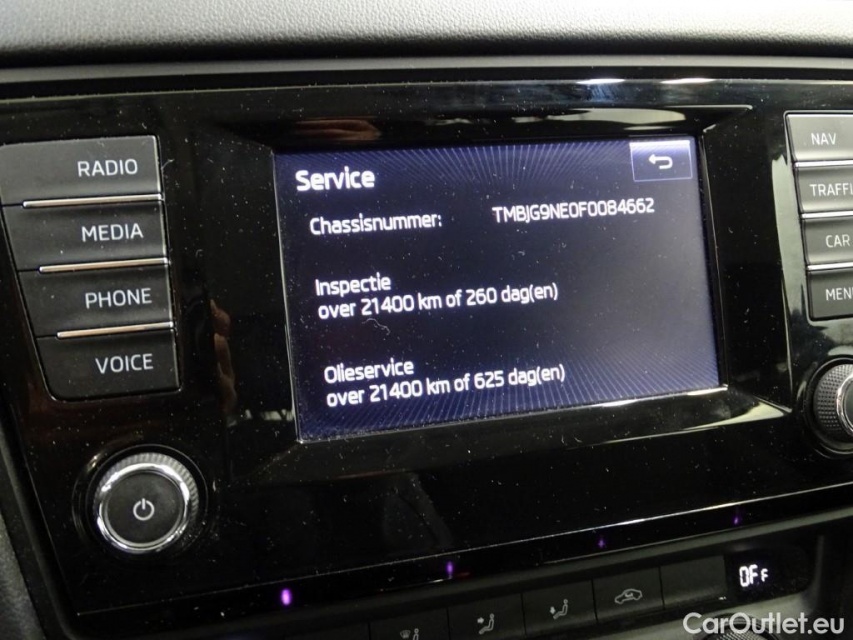 RADIO
MEDIA
PHONE
VOICE
Service
Chassisnummer: TMBJG9NE0F0084662
Inspectie
over 21400 km of 260 dag(en)
Olieservice
over 21400 km of 625 dag(en)
NAV
TRAFFI
CAR
MEN
OFF
CarOutlet.eu